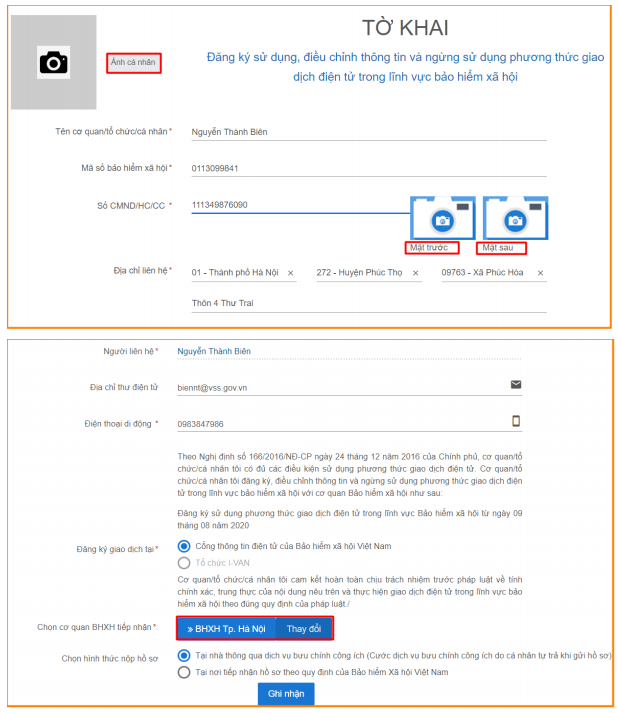 TỜ KHAI
Ảnh cá nhân
Đăng ký sử dụng, điều chỉnh thông tin và ngừng sử dụng phương thức giao
dịch điện tử trong lĩnh vực bảo hiểm xã hội
Tên cơ quan/tổ chức/cá nhân *
Nguyễn Thành Biên
Mã số bảo hiểm xã hội *
0113099841
Số CMND/HC/CC *
111349876090
Mặt trước
Mặt sau
Địa chỉ liên hệ *
01 - Thành phố Hà Nội ×
272 - Huyện Phúc Thọ ×
09763 - Xã Phúc Hòa ×
Thôn 4 Thư Trai
Người liên hệ *
Nguyễn Thành Biên
Địa chỉ thư điện tử
biennt@vss.gov.vn
Điện thoại di động *
0983847986
Theo Nghị định số 166/2016/NĐ-CP ngày 24 tháng 12 năm 2016 của Chính phủ, cơ quan/tổ
chức/cá nhân tôi có đủ các điều kiện sử dụng phương thức giao dịch điện tử. Cơ quan/tổ
chức/cá nhân tôi đăng ký, điều chỉnh thông tin và ngừng sử dụng phương thức giao dịch điện
tử trong lĩnh vực bảo hiểm xã hội với cơ quan Bảo hiểm xã hội như sau:
Đăng ký sử dụng phương thức giao dịch điện tử trong lĩnh vực Bảo hiểm xã hội từ ngày 09
tháng 08 năm 2020
Đăng ký giao dịch tại *
Cổng thông tin điện tử của Bảo hiểm xã hội Việt Nam
Tổ chức I-VAN
Cơ quan/tổ chức/cá nhân tôi cam kết hoàn toàn chịu trách nhiệm trước pháp luật về tính
chính xác, trung thực của nội dung nêu trên và thực hiện giao dịch điện tử trong lĩnh vực bảo
hiểm xã hội theo đúng quy định của pháp luật./
Chọn cơ quan BHXH tiếp nhận *:
» BHXH Tp. Hà Nội
Thay đổi
Chọn hình thức nộp hồ sơ
Tại nhà thông qua dịch vụ bưu chính công ích (Cước dịch vụ bưu chính công ích do cá nhân tự trả khi gửi hồ sơ)
Tại nơi tiếp nhận hồ sơ theo quy định của Bảo hiểm Xã hội Việt Nam
Ghi nhận